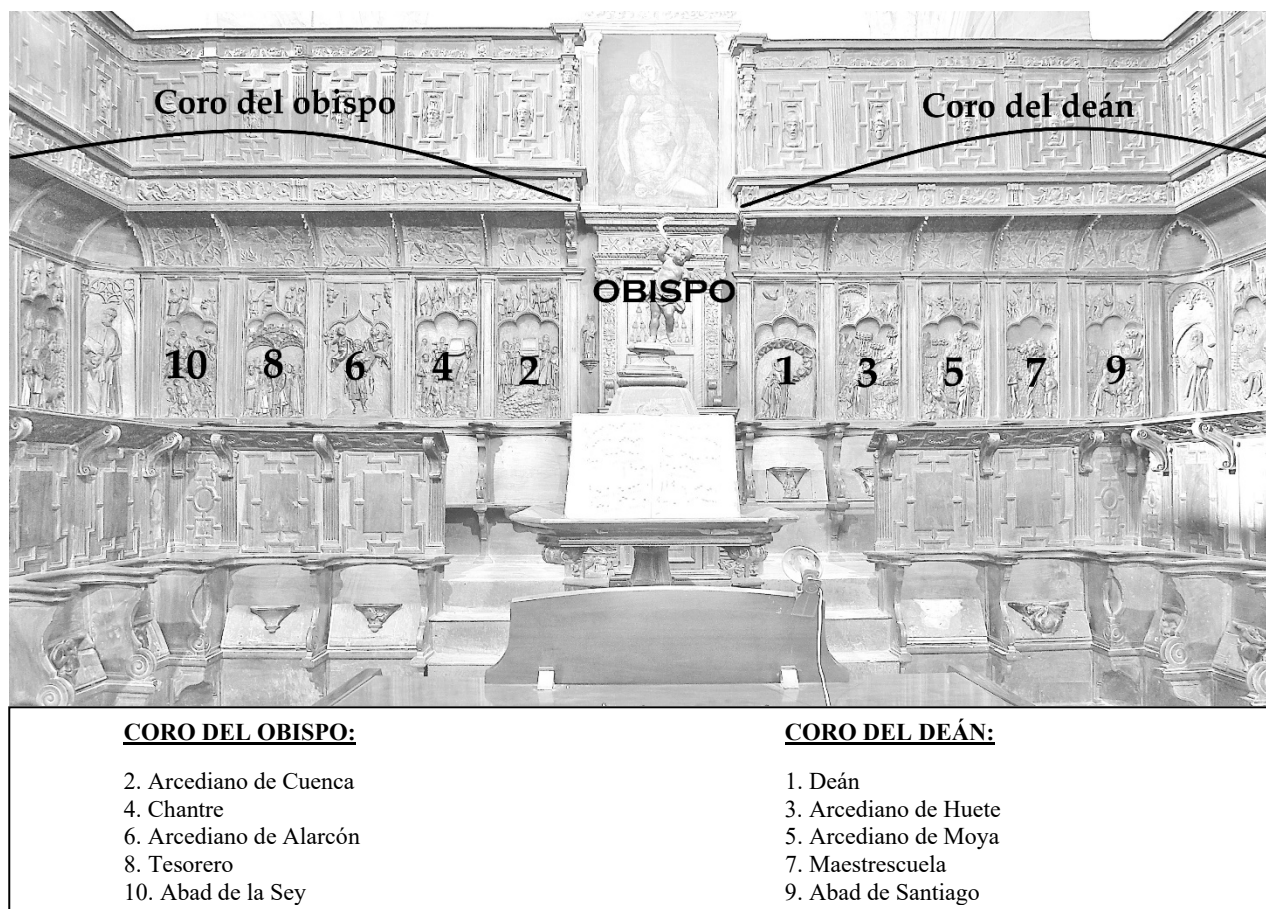 Coro del obispo
Coro del deán
OBISPO
10 8 6 4 2 1 3 5 7 9
CORO DEL OBISPO:
2. Arcediano de Cuenca
4. Chantre
6. Arcediano de Alarcón
8. Tesorero
10. Abad de la Sey
CORO DEL DEÁN:
1. Deán
3. Arcediano de Huete
5. Arcediano de Moya
7. Maestrescuela
9. Abad de Santiago